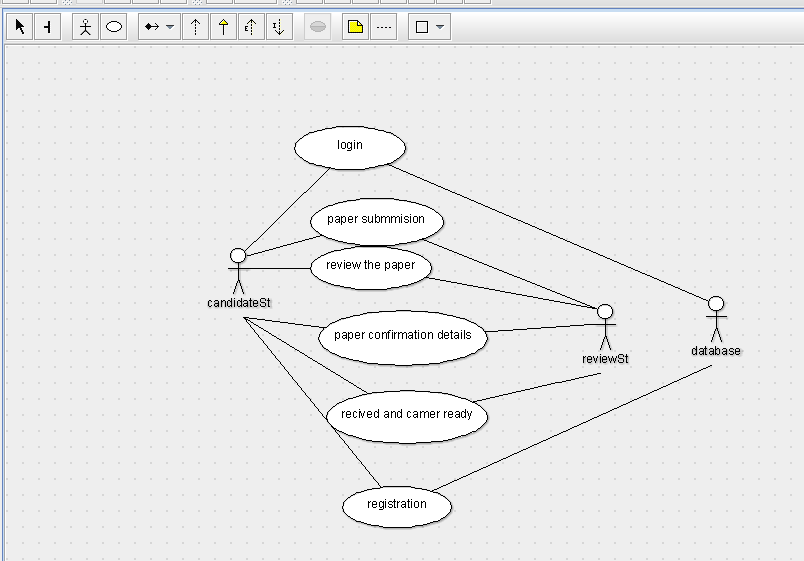 login
paper submmision
review the paper
candidateSt
paper confirmation details
reviewSt
database
recived and camer ready
registration